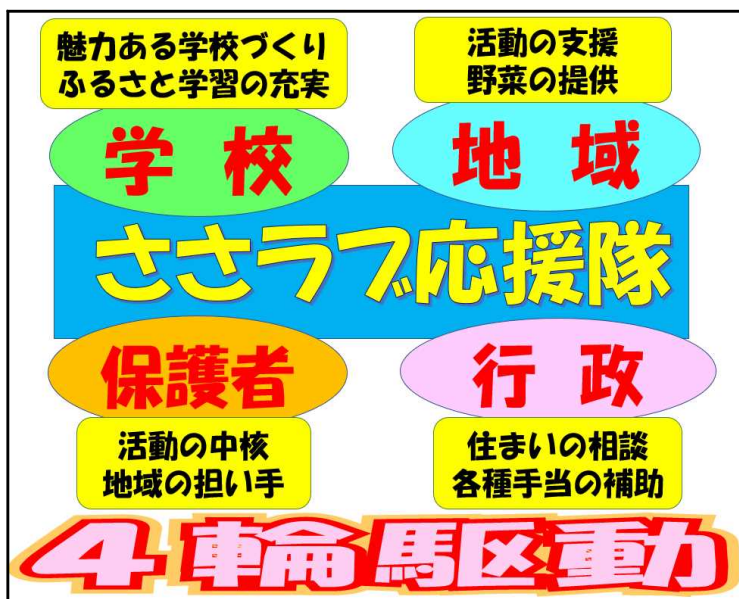 魅力ある学校づくり
ふるさと学習の充実
学校
活動の支援
野菜の提供
地域
ささラブ応援隊
保護者
活動の中核
地域の担い手
行政
住まいの相談
各種手当の補助
4輪駆動